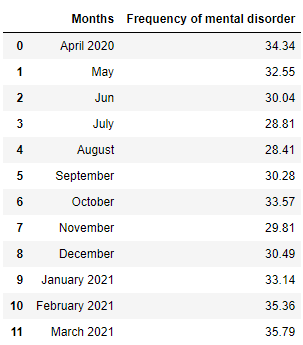 Months Frequency of mental disorder
0 April 2020 34.34
1 May 32.55
2 Jun 30.04
3 July 28.81
4 August 28.41
5 September 30.28
6 October 33.57
7 November 29.81
8 December 30.49
9 January 2021 33.14
10 February 2021 35.36
11 March 2021 35.79